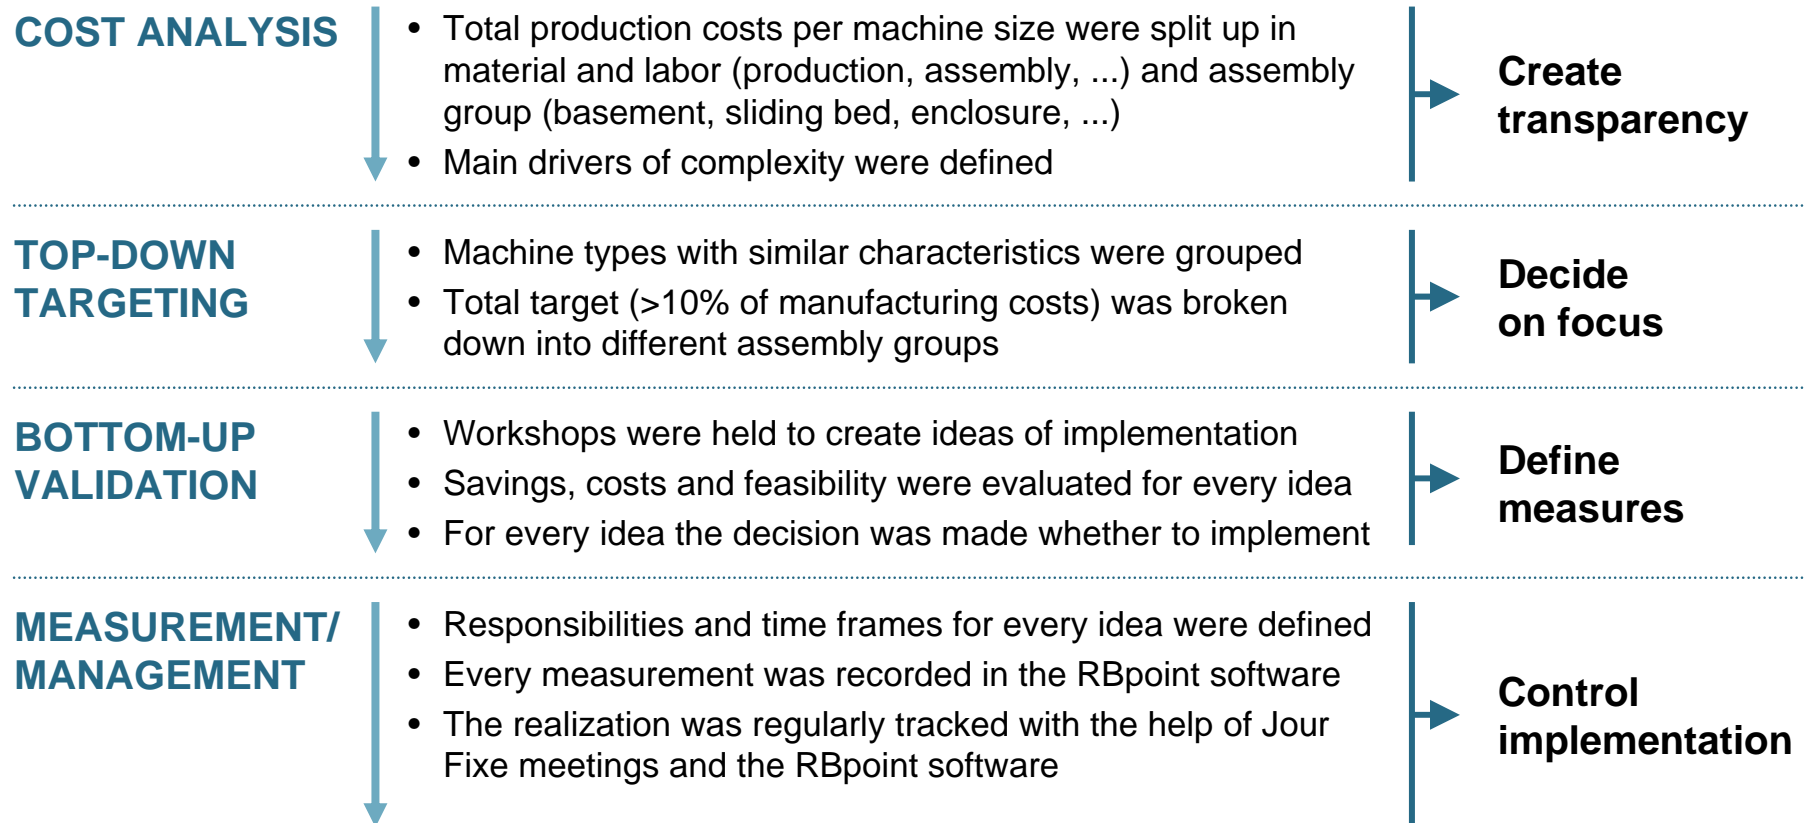 COST ANALYSIS
• Total production costs per machine size were split up in
material and labor (production, assembly, ...) and assembly
group (basement, sliding bed, enclosure, ...)
• Main drivers of complexity were defined
Create
transparency
TOP-DOWN
TARGETING
• Machine types with similar characteristics were grouped
• Total target (>10% of manufacturing costs) was broken
down into different assembly groups
Decide
on focus
BOTTOM-UP
VALIDATION
• Workshops were held to create ideas of implementation
• Savings, costs and feasibility were evaluated for every idea
• For every idea the decision was made whether to implement
Define
measures
MEASUREMENT/
MANAGEMENT
• Responsibilities and time frames for every idea were defined
• Every measurement was recorded in the RBpoint software
• The realization was regularly tracked with the help of Jour
Fixe meetings and the RBpoint software
Control
implementation